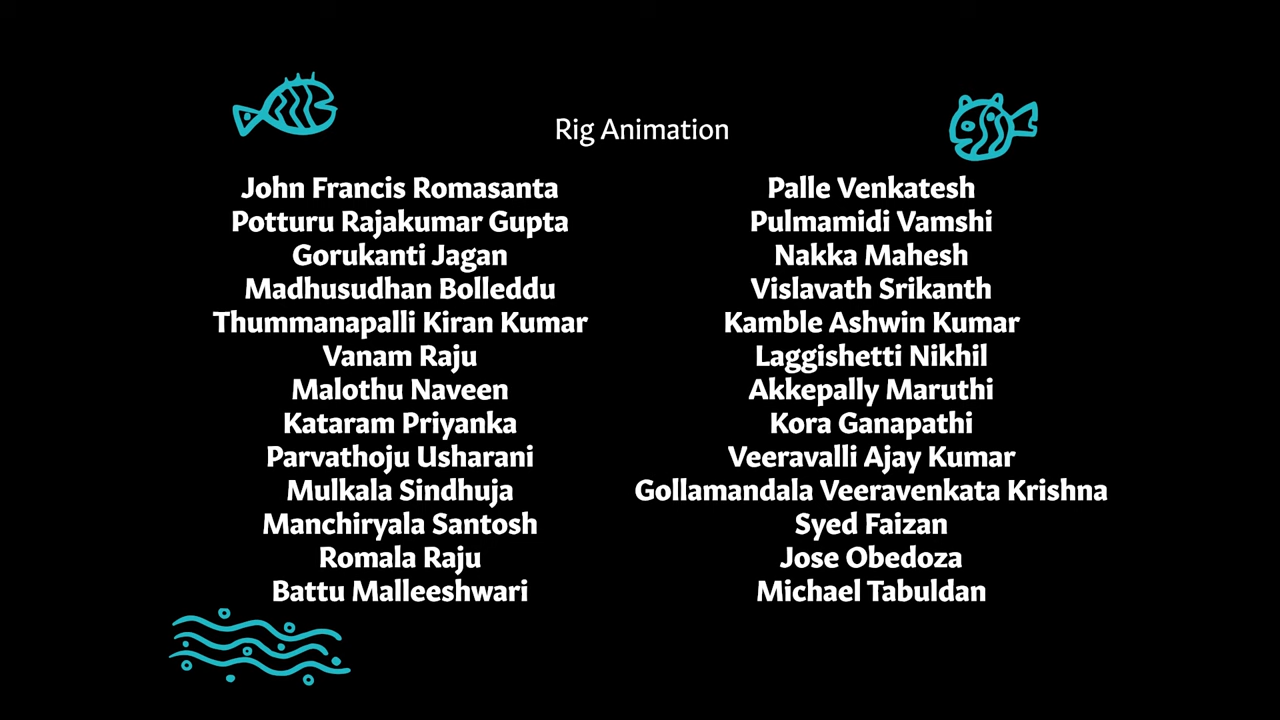 Rig Animation
John Francis Romasanta
Potturu Rajakumar Gupta
Gorukanti Jagan
Madhusudhan Bolleddu
Thummanapalli Kiran Kumar
Vanam Raju
Malothu Naveen
Kataram Priyanka
Parvathoju Usharani
Mulkala Sindhuja
Manchiryala Santosh
Romala Raju
Battu Malleeshwari
Palle Venkatesh
Pulmamidi Vamshi
Nakka Mahesh
Vislavath Srikanth
Kamble Ashwin Kumar
Laggishetti Nikhil
Akkepally Maruthi
Kora Ganapathi
Veeravalli Ajay Kumar
Gollamandala Veeravenkata Krishna
Syed Faizan
Jose Obedoza
Michael Tabuldan